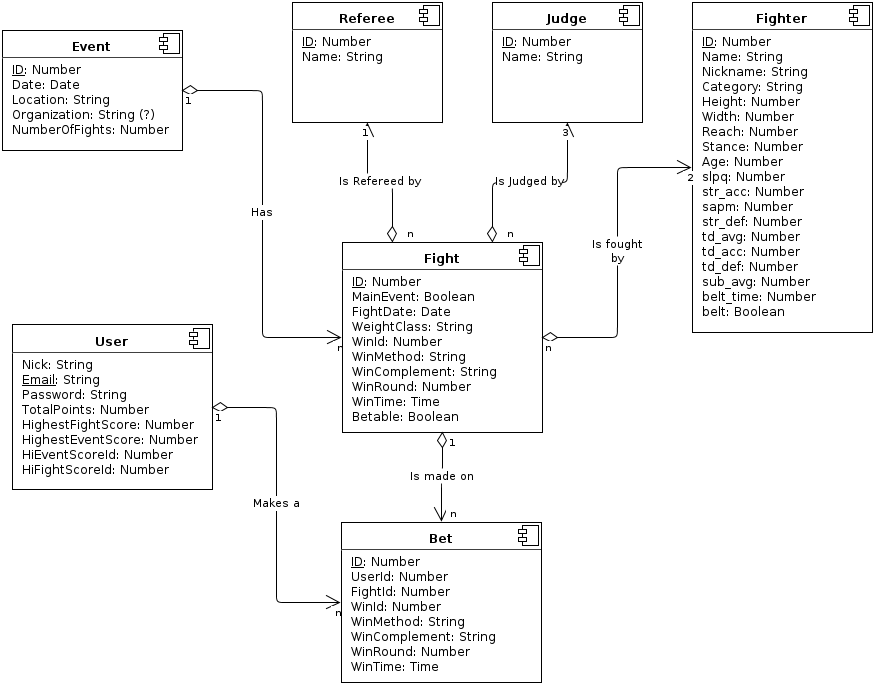 Event
ID: Number
Date: Date
Location: String
Organization: String (?)
NumberOfFights: Number
1
Referee
ID: Number
Name: String
1
Judge
ID: Number
Name: String
3
Fighter
ID: Number
Name: String
Nickname: String
Category: String
Height: Number
Width: Number
Reach: Number
Stance: Number
Age: Number
slpq: Number
str_acc: Number
sapm: Number
str_def: Number
td_avg: Number
td_acc: Number
td_def: Number
sub_avg: Number
belt_time: Number
belt: Boolean
2
Is Refereed by
n
Is Judged by
n
Has
n
Is fought
by
n
Fight
ID: Number
MainEvent: Boolean
FightDate: Date
WeightClass: String
WinId: Number
WinMethod: String
WinComplement: String
WinRound: Number
WinTime: Time
Betable: Boolean
1
User
Nick: String
Email: String
Password: String
TotalPoints: Number
HighestFightScore: Number
HighestEventScore: Number
HiEventScoreId: Number
HiFightScoreId: Number
1
Is made on
n
Makes a
n
Bet
ID: Number
UserId: Number
FightId: Number
WinId: Number
WinMethod: String
WinComplement: String
WinRound: Number
WinTime: Time